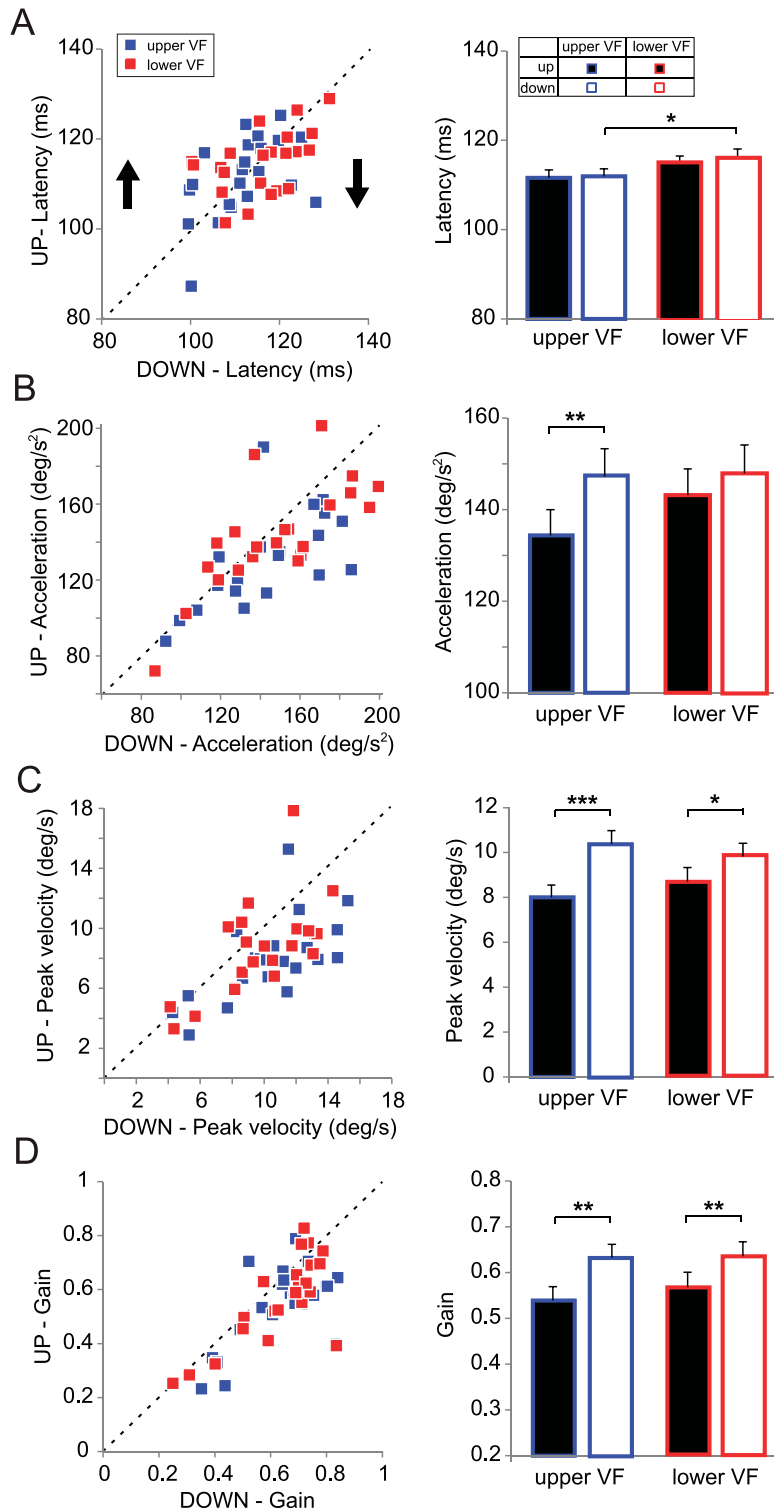 A
140
120
100
80
UP- Latency (ms)
upper VF
lower VF
80 100 120 140
DOWN - Latency (ms)
140
120
100
80
Latency (ms)
upper VF lower VF
up
down
*
upper VF lower VF
B
200
160
120
80
UP - Acceleration (deg/s²)
80 120 160 200
DOWN - Acceleration (deg/s²)
160
140
120
100
Acceleration (deg/s²)
**
upper VF lower VF
C
18
14
10
6
2
UP - Peak velocity (deg/s)
2 6 10 14 18
DOWN - Peak velocity (deg/s)
12
10
8
6
4
2
0
Peak velocity (deg/s)
*** *
upper VF lower VF
D
1
0.8
0.6
0.4
0.2
0
UP - Gain
0 0.2 0.4 0.6 0.8 1
DOWN - Gain
0.8
0.7
0.6
0.5
0.4
0.3
0.2
Gain
** **
upper VF lower VF